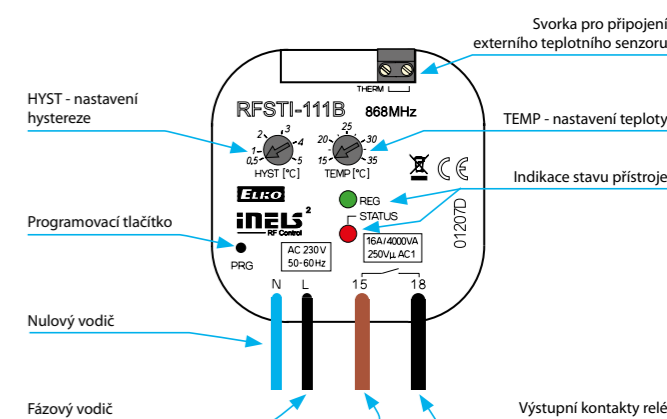 Svorka pro připojení
externího teplotního senzoru
THERM
HYST - nastavení
hystereze
RFSTI-111B 868MHz
TEMP - nastavení teploty
0,5 1 2 3 4 5
HYST [°C]
15 20 25 30 35
TEMP [°C]
Indikace stavu přístroje
ELKO
REG
iNELS²
RF Control
STATUS
01207D
Programovací tlačítko
PRG
AC 230V
50-60Hz
16A/4000VA
250Vµ AC1
N L 15 18
Nulový vodič
Fázový vodič
Výstupní kontakty relé